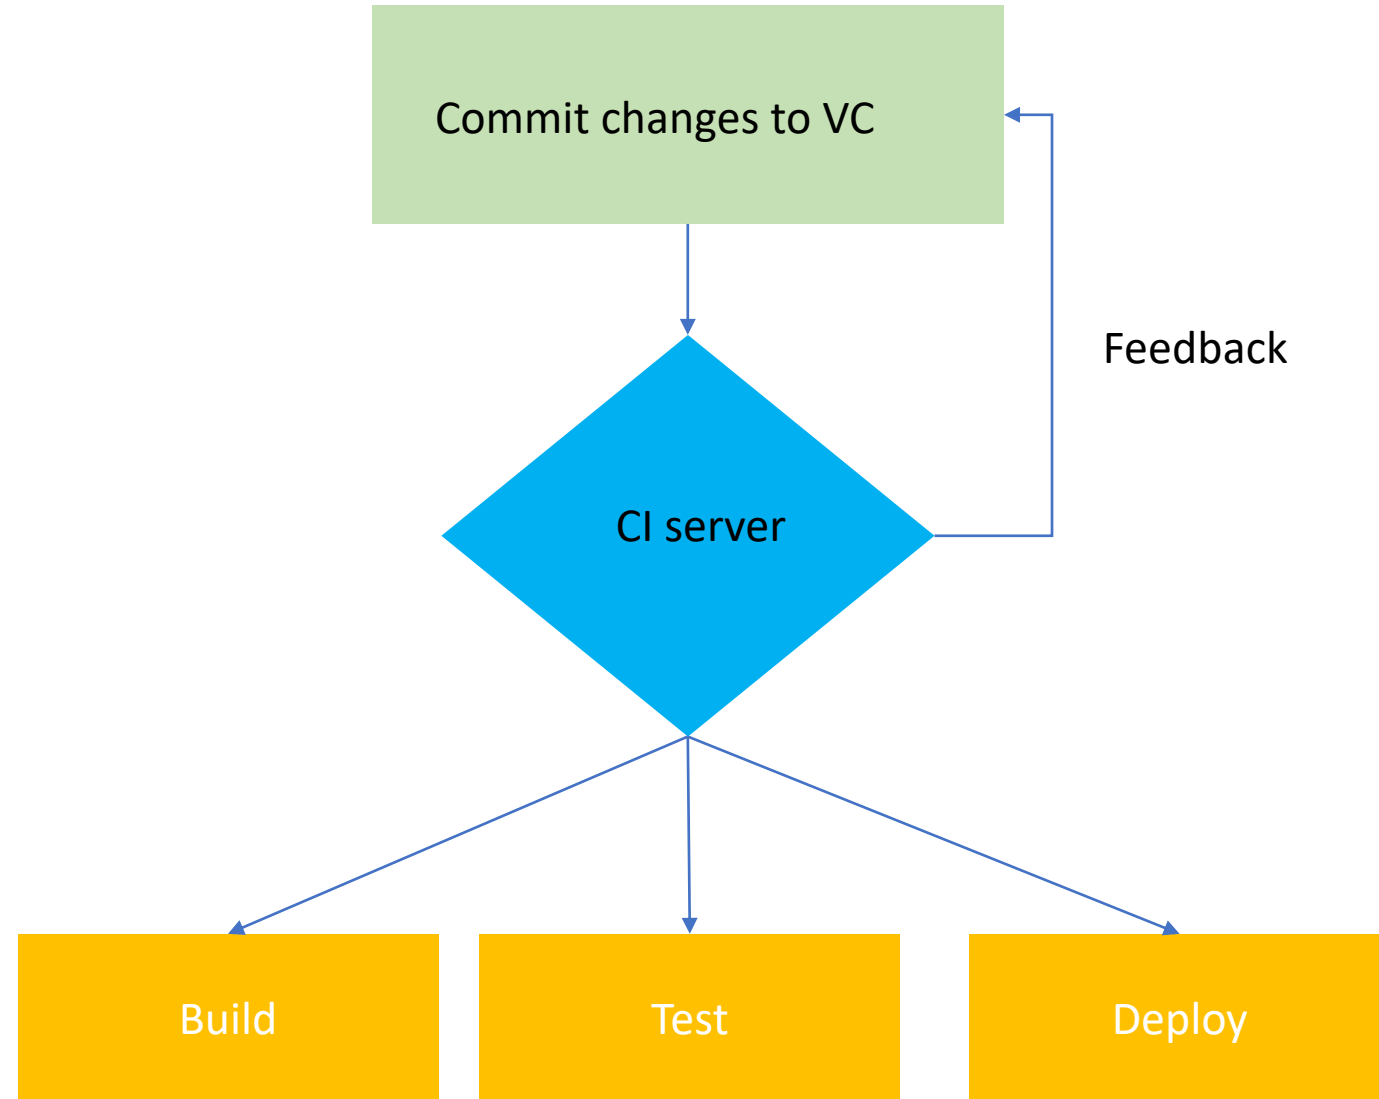 Commit changes to VC
Feedback
CI server
Build
Test
Deploy